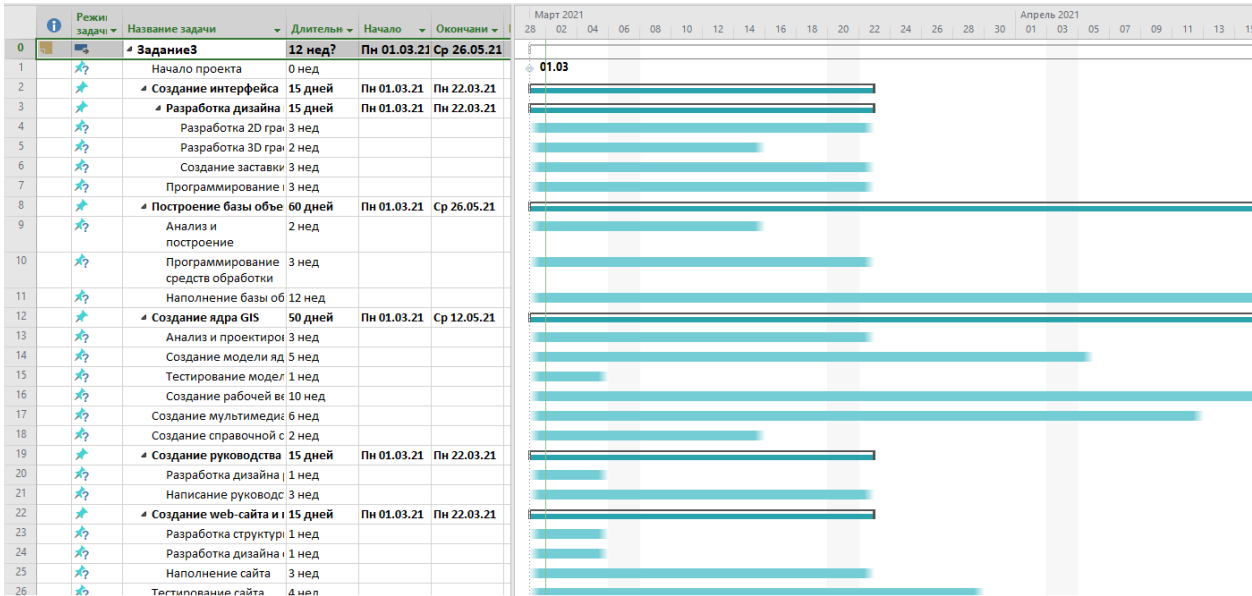 Март 2021 Апрель 2021
Режи задачи Название задачи Длительн Начало Окончани
28 02 04 06 08 10 12 14 16 18 20 22 24 26 28 30 01 03 05 07 09 11 13 15
0 Задание3 12 нед? Пн 01.03.21 Ср 26.05.21
1 Начало проекта 0 нед 01.03
2 Создание интерфейса 15 дней Пн 01.03.21 Пн 22.03.21
3 Разработка дизайна 15 дней Пн 01.03.21 Пн 22.03.21
4 Разработка 2D гра 3 нед
5 Разработка 3D гра 2 нед
6 Создание заставки 3 нед
7 Программирование 3 нед
8 Построение базы объе 60 дней Пн 01.03.21 Ср 26.05.21
9 Анализ и 2 нед
построение
10 Программирование 3 нед
средств обработки
11 Наполнение базы об 12 нед
12 Создание ядра GIS 50 дней Пн 01.03.21 Ср 12.05.21
13 Анализ и проектиров 3 нед
14 Создание модели яд 5 нед
15 Тестирование модел 1 нед
16 Создание рабочей ве 10 нед
17 Создание мультимедиа 6 нед
18 Создание справочной с 2 нед
19 Создание руководства 15 дней Пн 01.03.21 Пн 22.03.21
20 Разработка дизайна 1 нед
21 Написание руководс 3 нед
22 Создание web-сайта и 15 дней Пн 01.03.21 Пн 22.03.21
23 Разработка структур 1 нед
24 Разработка дизайна 1 нед
25 Наполнение сайта 3 нед
26 Тестирование сайта 4 нед